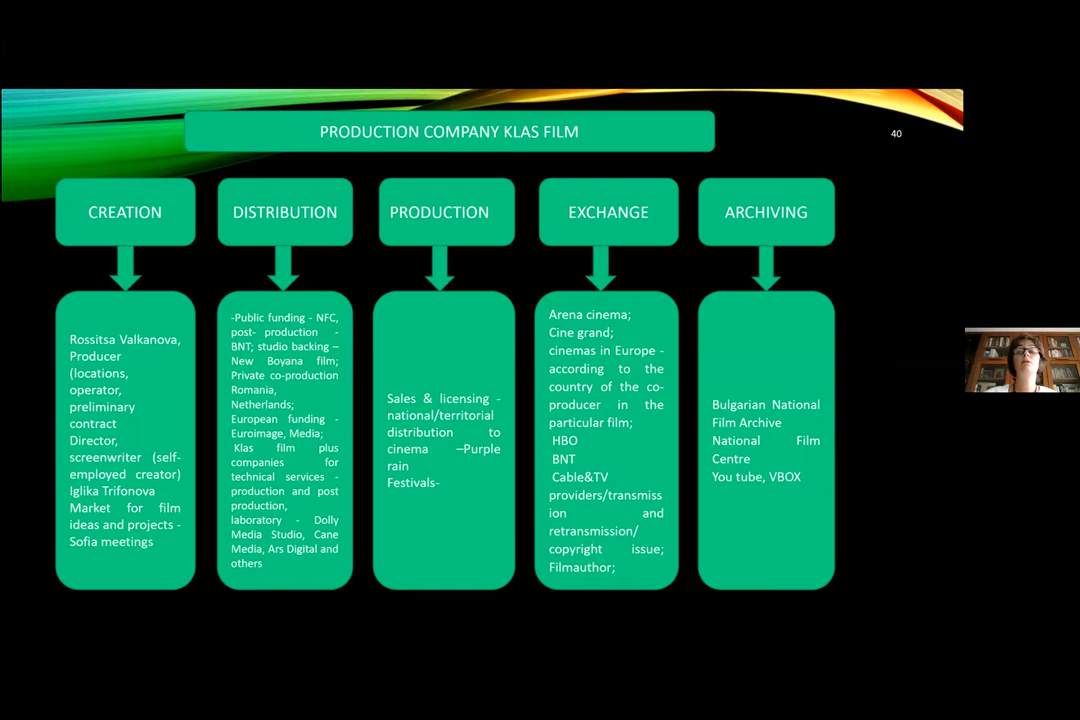 PRODUCTION COMPANY KLAS FILM
40
CREATION
DISTRIBUTION
PRODUCTION
EXCHANGE
ARCHIVING
Rossitsa Valkanova,
Producer
(locations,
operator,
preliminary
contract
Director,
screenwriter (self-
employed creator)
Iglika Trifonova
Market for film
ideas and projects -
Sofia meetings
-Public funding - NFC,
post- production -
BNT; studio backing –
New Boyana film;
Private co-production
Romania,
Netherlands;
European funding -
Euroimage, Media;
Klas film plus
companies for
technical services -
production and post
production,
laboratory - Dolly
Media Studio, Cane
Media, Ars Digital and
others
Sales & licensing -
national/territorial
distribution to
cinema –Purple
rain
Festivals-
Arena cinema;
Cine grand;
cinemas in Europe -
according to the
country of the co-
producer in the
particular film;
HBO
BNT
Cable&TV
providers/transmiss
ion and
retransmission/
copyright issue;
Filmauthor;
Bulgarian National
Film Archive
National Film
Centre
You tube, VBOX